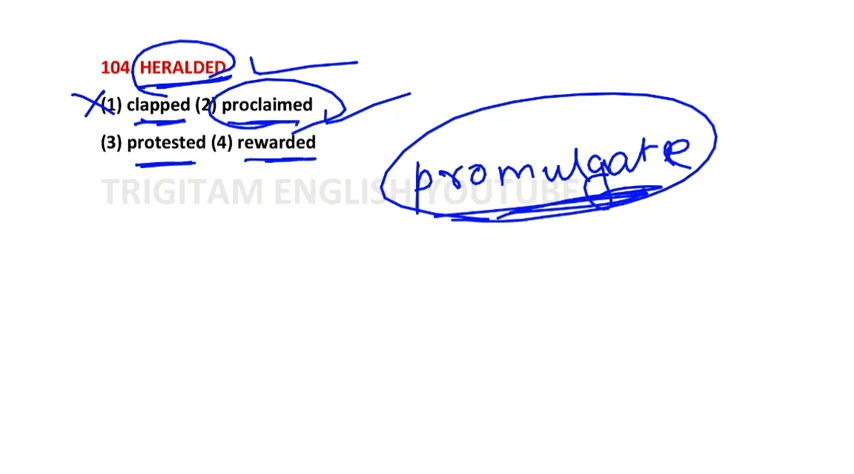 104 HERALDED
(1) clapped (2) proclaimed
(3) protested (4) rewarded
promulgate
TRIGITAM ENGLISH YOUTUBE